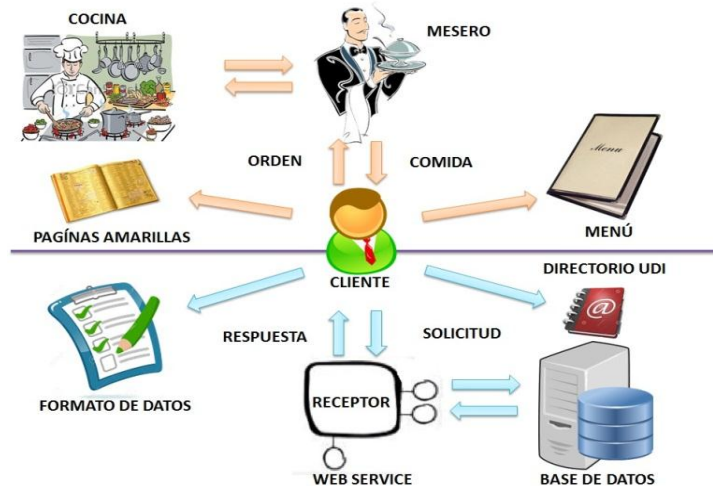 COCINA
MESERO
ORDEN
COMIDA
Menu
PAGÍNAS AMARILLAS
MENÚ
CLIENTE
DIRECTORIO UDI
@
RESPUESTA
SOLICITUD
FORMATO DE DATOS
RECEPTOR
WEB SERVICE
BASE DE DATOS